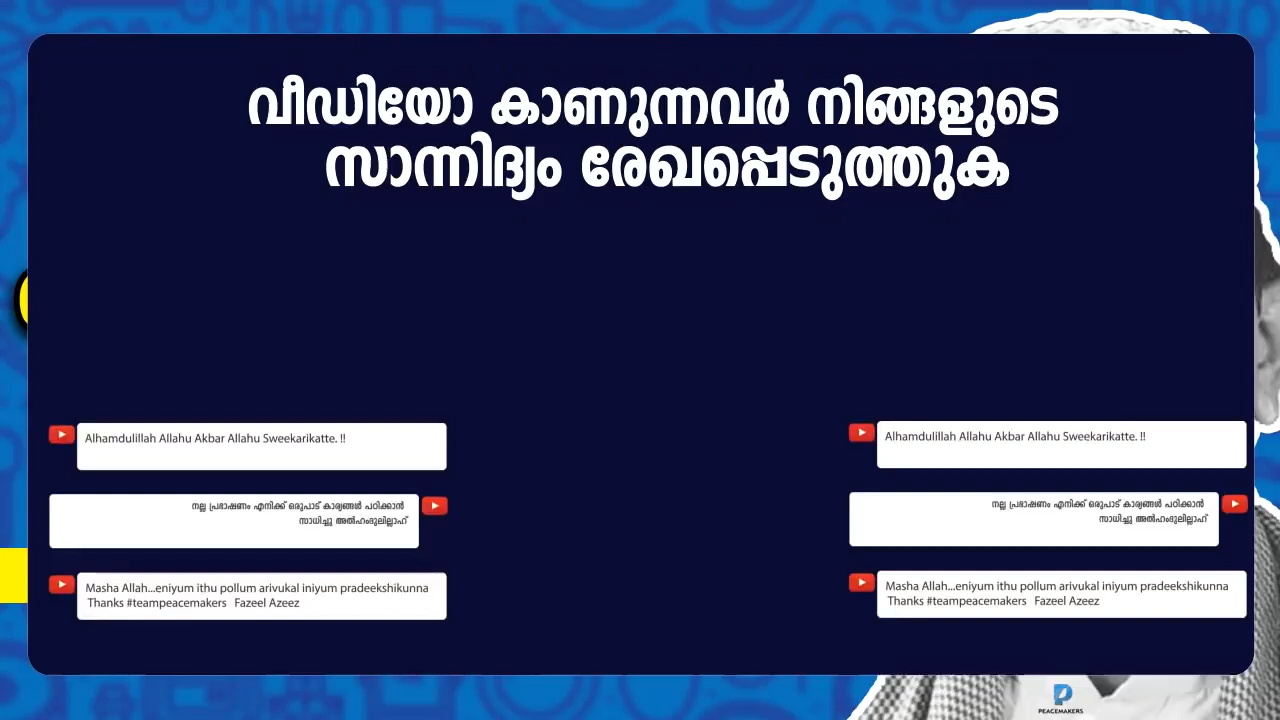 വീഡിയോ കാണുന്നവർ നിങ്ങളുടെ
സാന്നിദ്യം രേഖപ്പെടുത്തുക
Alhamdulillah Allahu Akbar Allahu Sweekarikatte. !!
നല്ല പ്രഭാഷണം എനിക്ക് ഒരുപാട് കാര്യങ്ങൾ പഠിക്കാൻ
സാധിച്ചു അൽഹംദുലില്ലാഹ്
Masha Allah...eniyum ithu pollum arivukal iniyum pradeekshikunna
Thanks #teampeacemakers Fazeel Azeez
Alhamdulillah Allahu Akbar Allahu Sweekarikatte. !!
നല്ല പ്രഭാഷണം എനിക്ക് ഒരുപാട് കാര്യങ്ങൾ പഠിക്കാൻ
സാധിച്ചു അൽഹംദുലില്ലാഹ്
Masha Allah...eniyum ithu pollum arivukal iniyum pradeekshikunna
Thanks #teampeacemakers Fazeel Azeez
PEACEMAKERS